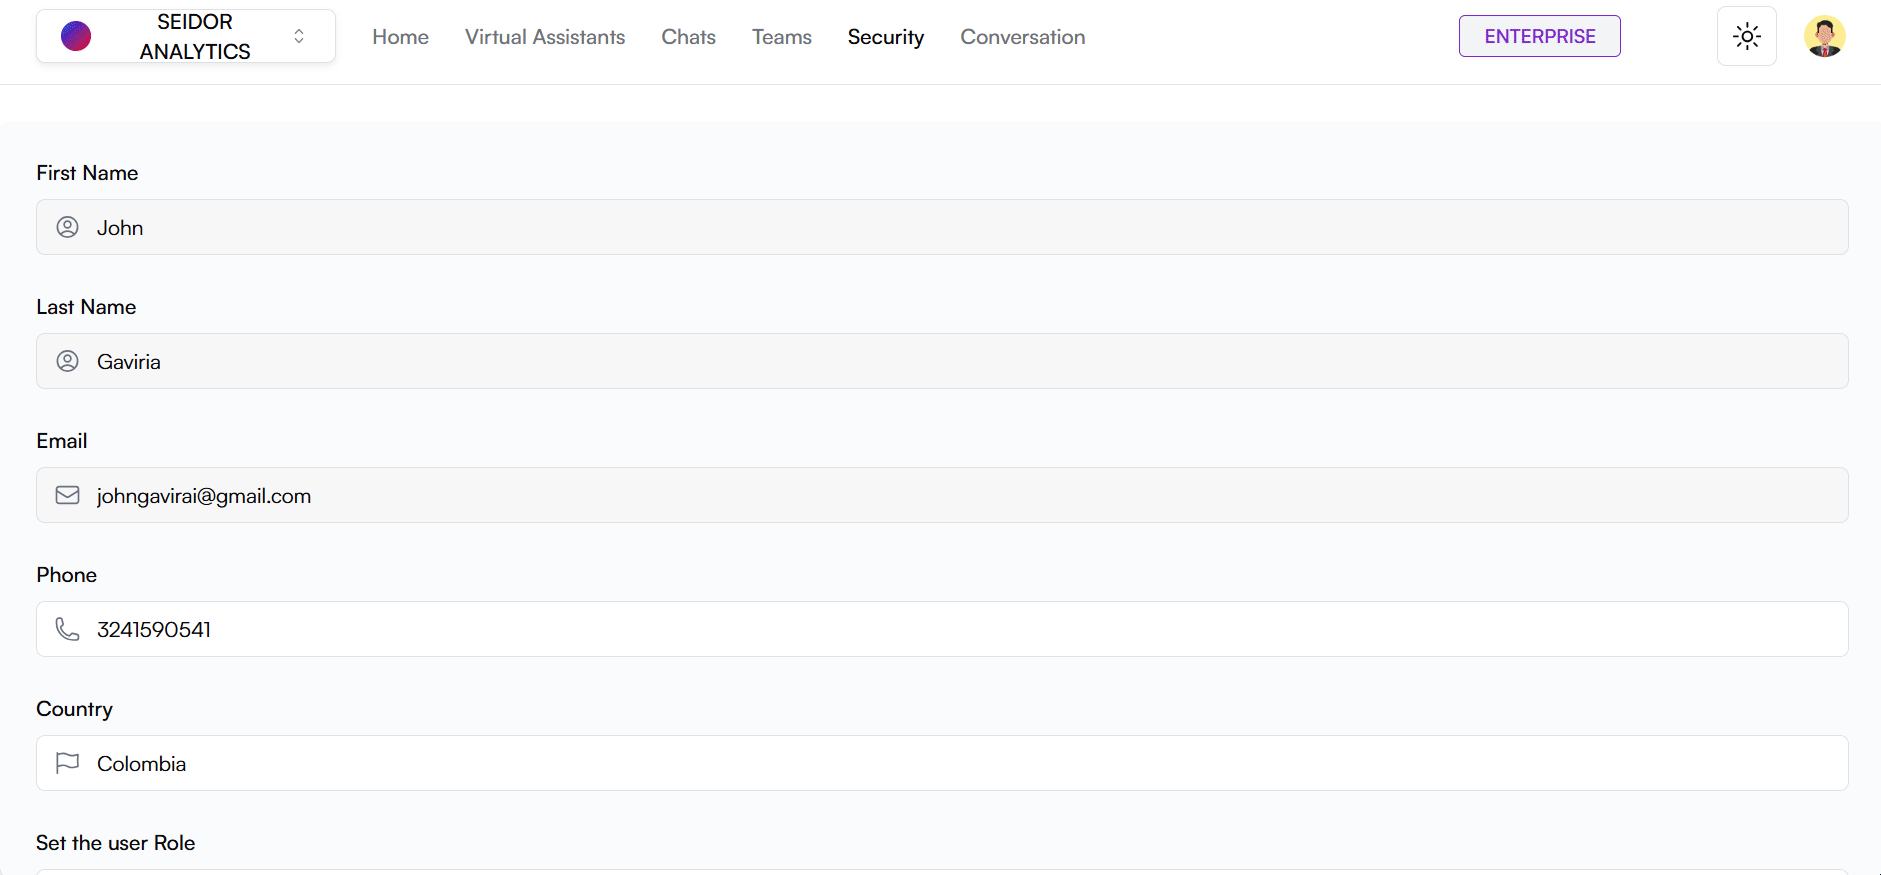 SEIDOR
ANALYTICS
Home Virtual Assistants Chats Teams Security Conversation ENTERPRISE
First Name
John
Last Name
Gaviria
Email
johngavirai@gmail.com
Phone
3241590541
Country
Colombia
Set the user Role